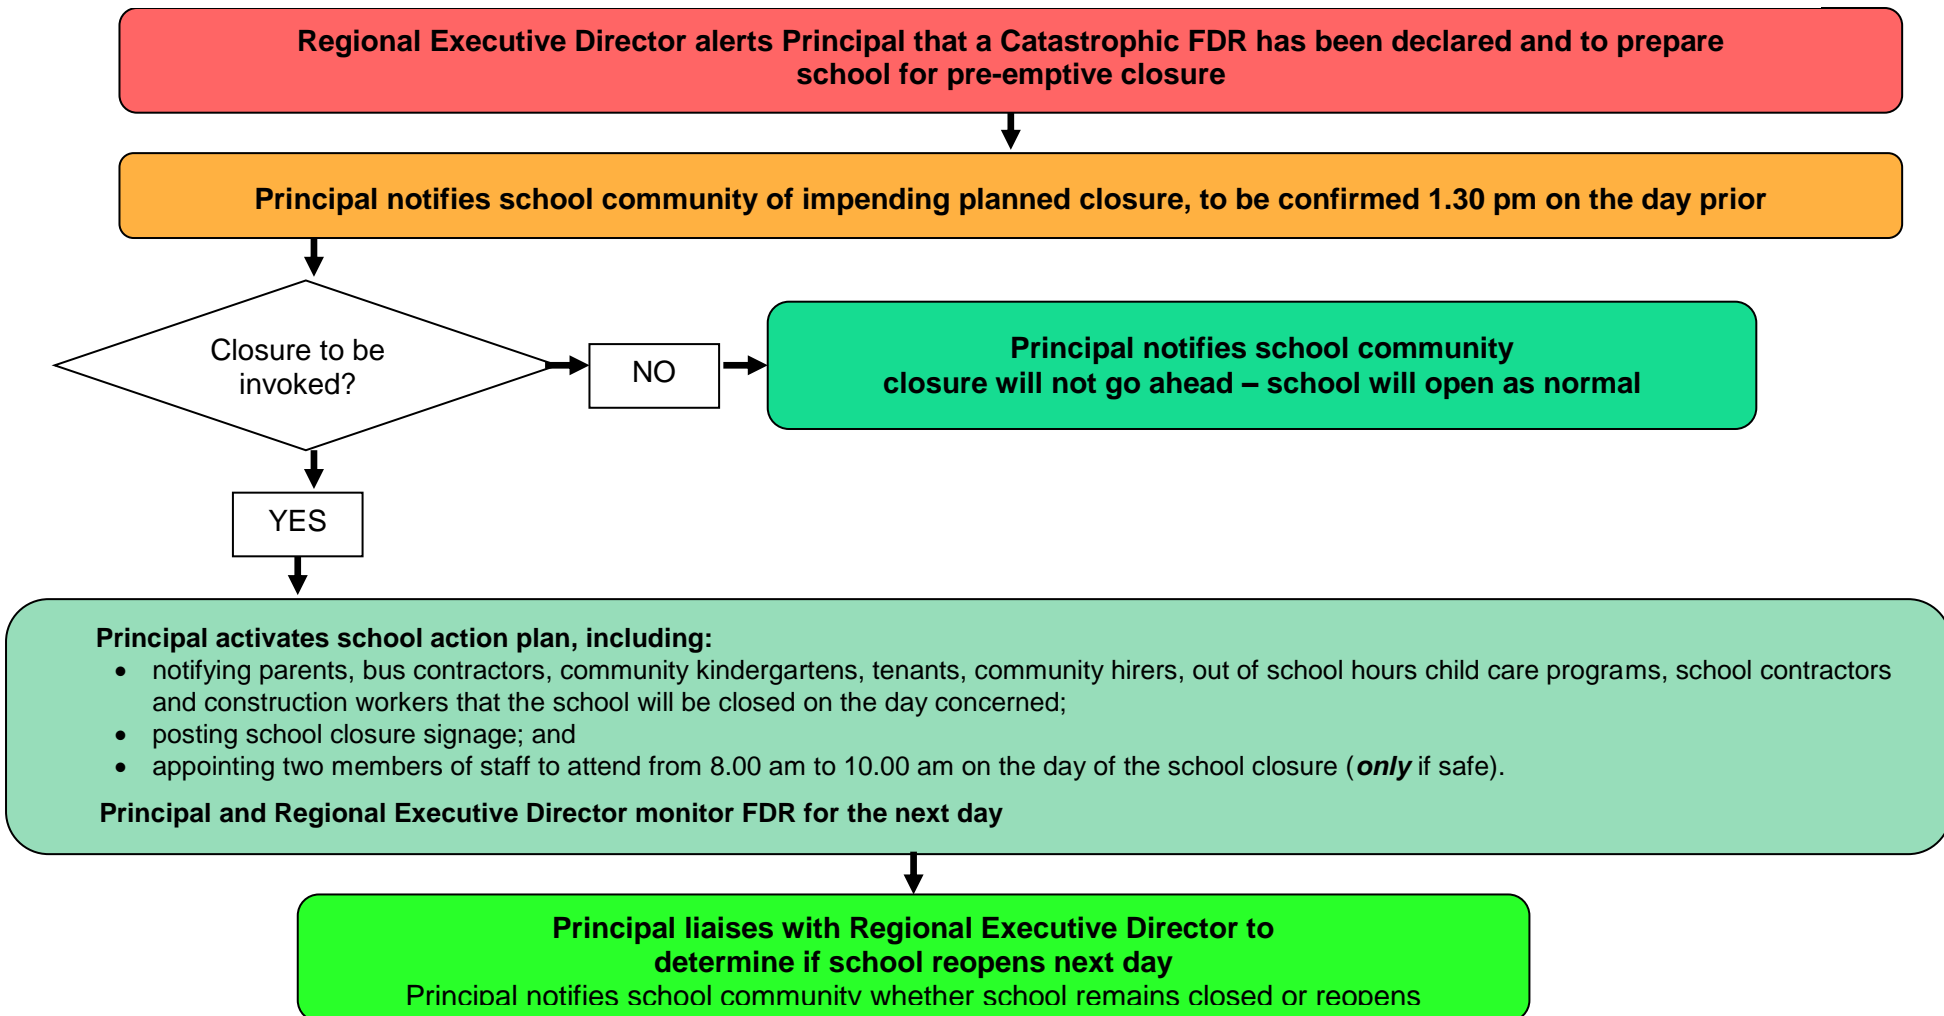 Regional Executive Director alerts Principal that a Catastrophic FDR has been declared and to prepare
school for pre-emptive closure
Principal notifies school community of impending planned closure, to be confirmed 1.30 pm on the day prior
Closure to be
invoked?
NO
Principal notifies school community
closure will not go ahead – school will open as normal
YES
Principal activates school action plan, including:
• notifying parents, bus contractors, community kindergartens, tenants, community hirers, out of school hours child care programs, school contractors
and construction workers that the school will be closed on the day concerned;
• posting school closure signage; and
• appointing two members of staff to attend from 8.00 am to 10.00 am on the day of the school closure (only if safe).
Principal and Regional Executive Director monitor FDR for the next day
Principal liaises with Regional Executive Director to
determine if school reopens next day
Principal notifies school community whether school remains closed or reopens